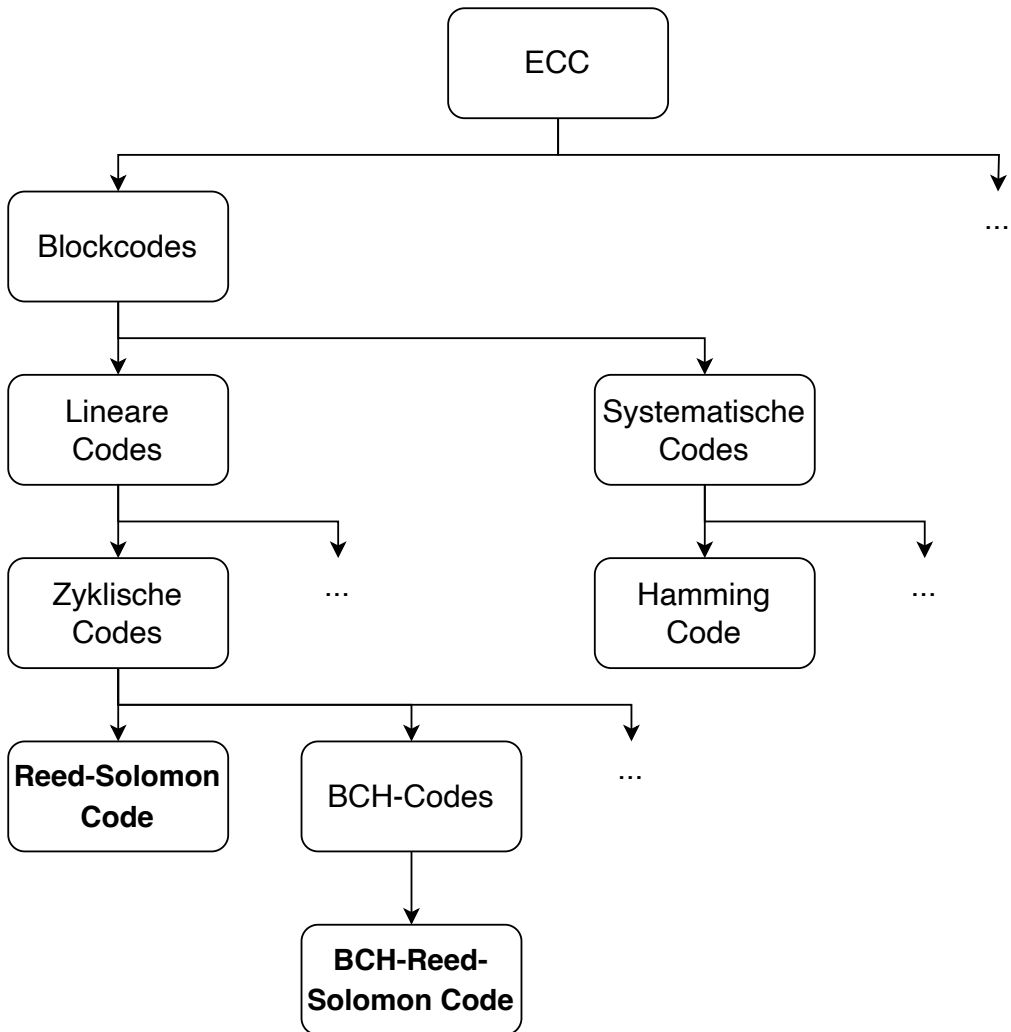 ECC
Blockcodes
...
Lineare
Codes
Systematische
Codes
Zyklische
Codes
...
Hamming
Code
...
Reed-Solomon
Code
BCH-Codes
...
BCH-Reed-
Solomon Code